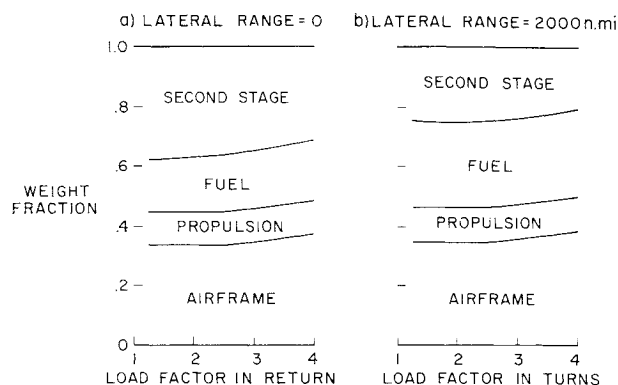 a) LATERAL RANGE = 0
b) LATERAL RANGE = 2000 n.mi
1.0
.8
.6
.4
.2
0
WEIGHT
FRACTION
SECOND STAGE
FUEL
PROPULSION
AIRFRAME
1 2 3 4
LOAD FACTOR IN RETURN
SECOND STAGE
FUEL
PROPULSION
AIRFRAME
1 2 3 4
LOAD FACTOR IN TURNS